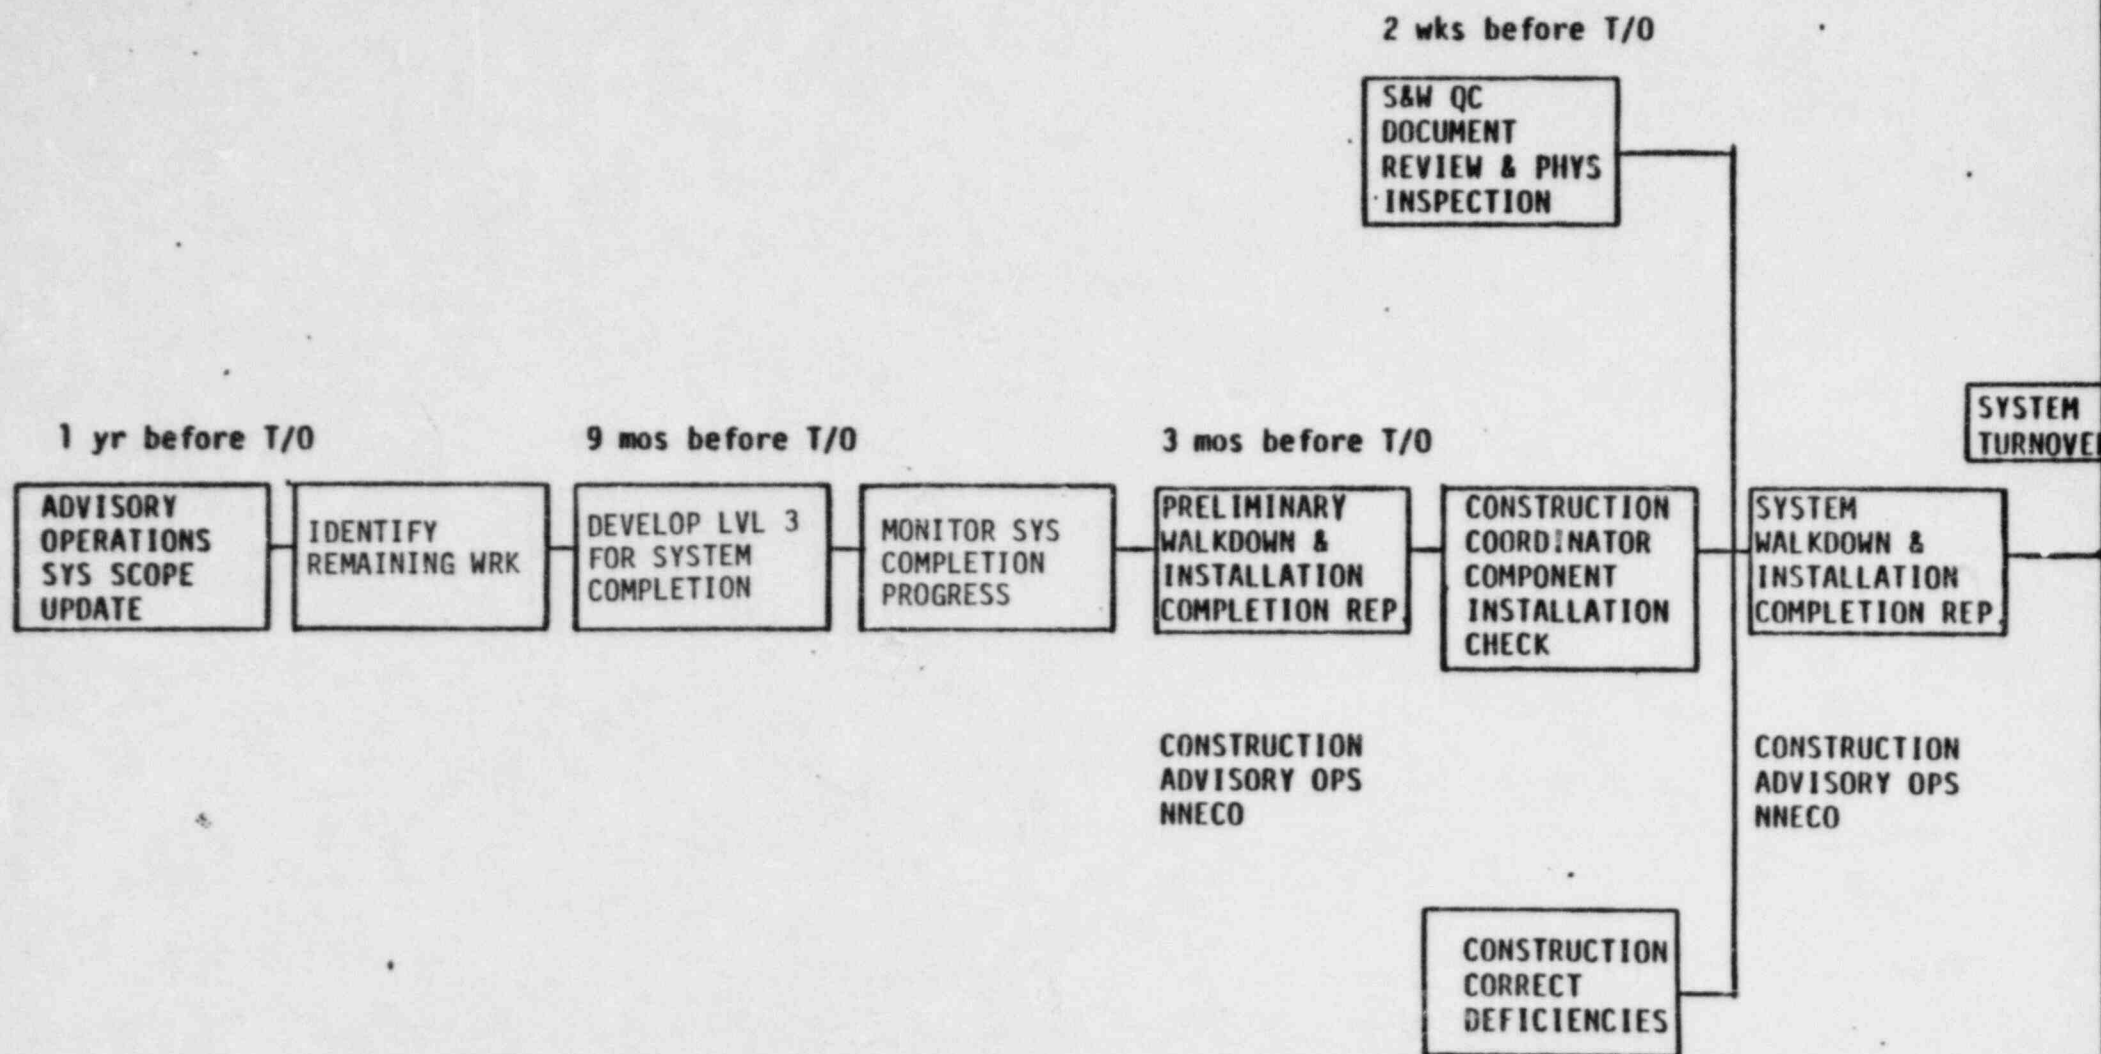 2 wks before T/O
S&W QC
DOCUMENT
REVIEW & PHYS
INSPECTION
1 yr before T/O
ADVISORY
OPERATIONS
SYS SCOPE
UPDATE
IDENTIFY
REMAINING WRK
9 mos before T/O
DEVELOP LVL 3
FOR SYSTEM
COMPLETION
MONITOR SYS
COMPLETION
PROGRESS
3 mos before T/O
PRELIMINARY
WALKDOWN &
INSTALLATION
COMPLETION REP.
CONSTRUCTION
COORDINATOR
COMPONENT
INSTALLATION
CHECK
SYSTEM
WALKDOWN &
INSTALLATION
COMPLETION REP.
SYSTEM
CONSTRUCTION
ADVISORY OPS
NNECO
CONSTRUCTION
ADVISORY OPS
NNECO
CONSTRUCTION
CORRECT
DEFICIENCIES